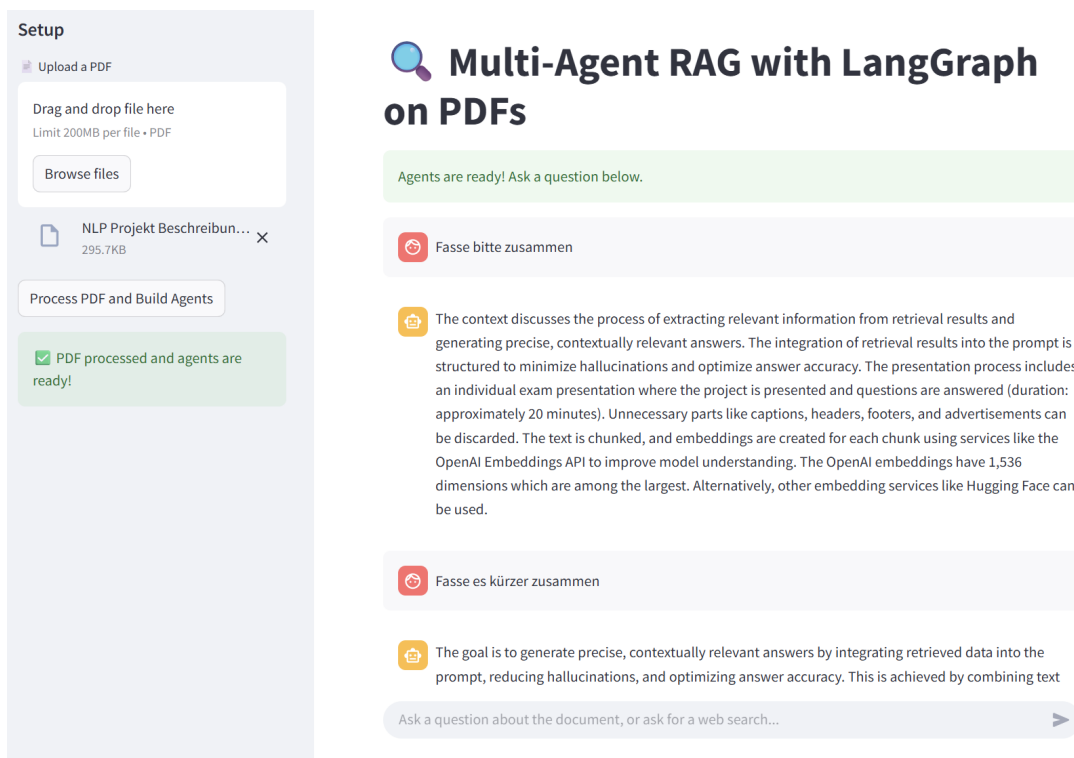 Setup
Upload a PDF
Drag and drop file here
Limit 200MB per file • PDF
Browse files
NLP Projekt Beschreibun...
295.7KB
Process PDF and Build Agents
PDF processed and agents are
ready!
Multi-Agent RAG with LangGraph
on PDFs
Agents are ready! Ask a question below.
Fasse bitte zusammen
The context discusses the process of extracting relevant information from retrieval results and
generating precise, contextually relevant answers. The integration of retrieval results into the prompt is
structured to minimize hallucinations and optimize answer accuracy. The presentation process includes
an individual exam presentation where the project is presented and questions are answered (duration:
approximately 20 minutes). Unnecessary parts like captions, headers, footers, and advertisements can
be discarded. The text is chunked, and embeddings are created for each chunk using services like the
OpenAI Embeddings API to improve model understanding. The OpenAI embeddings have 1,536
dimensions which are among the largest. Alternatively, other embedding services like Hugging Face can
be used.
Fasse es kürzer zusammen
The goal is to generate precise, contextually relevant answers by integrating retrieved data into the
prompt, reducing hallucinations, and optimizing answer accuracy. This is achieved by combining text
Ask a question about the document, or ask for a web search...